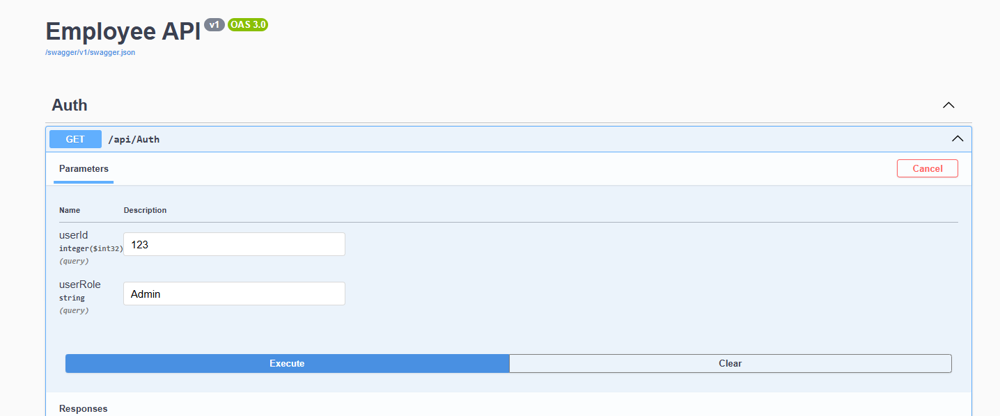 Employee API v1 OAS 3.0
/swagger/v1/swagger.json
Auth
GET /api/Auth
Parameters Cancel
Name Description
userId
integer($int32) 123
(query)
userRole
string Admin
(query)
Execute Clear
Responses